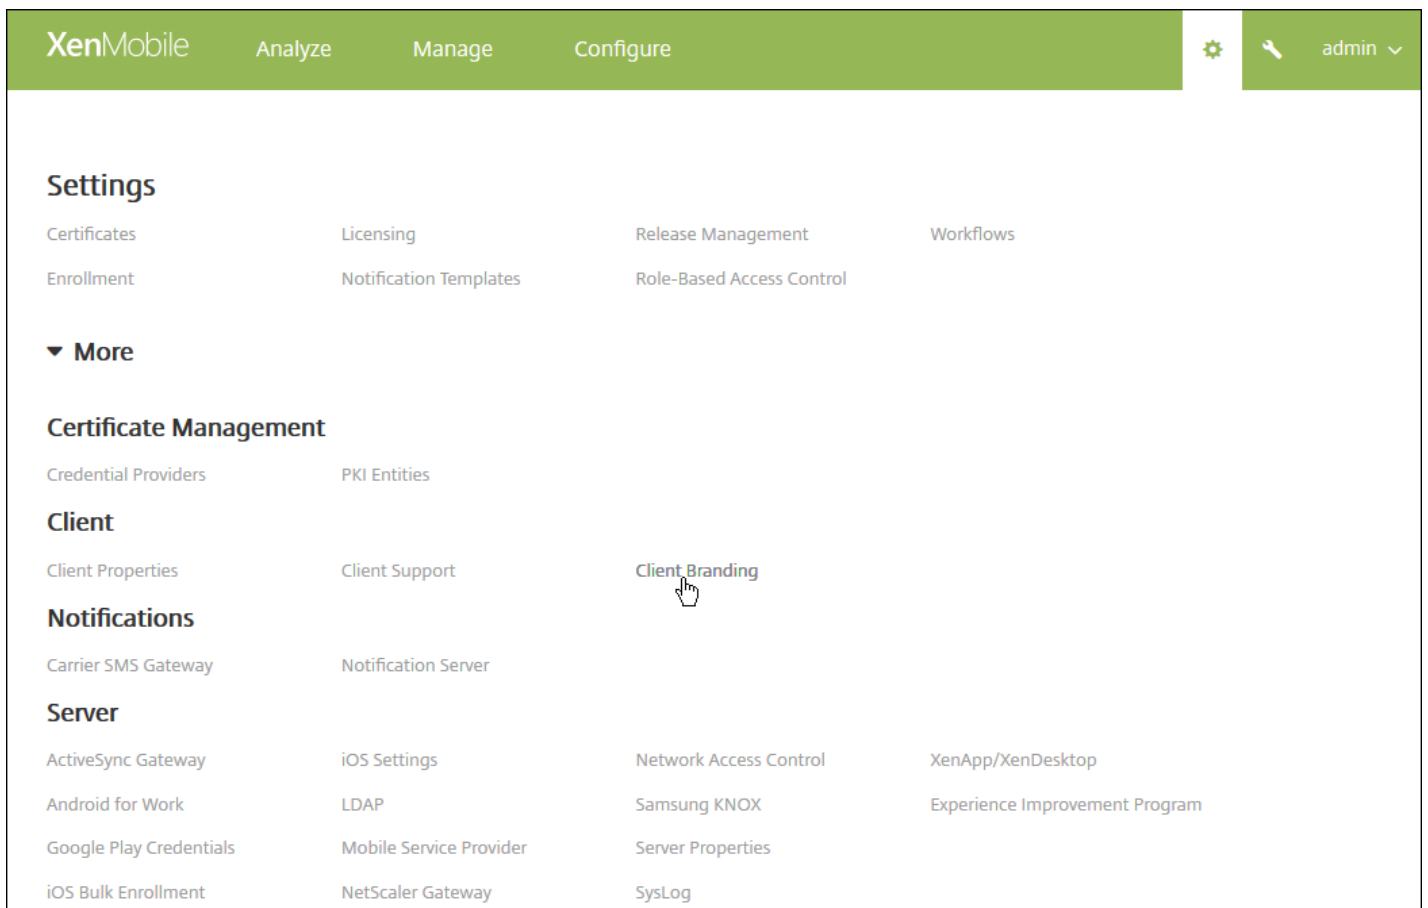 XenMobile Analyze Manage Configure admin
Settings
Certificates Licensing Release Management Workflows
Enrollment Notification Templates Role-Based Access Control
More
Certificate Management
Credential Providers PKI Entities
Client
Client Properties Client Support Client Branding
Notifications
Carrier SMS Gateway Notification Server
Server
ActiveSync Gateway iOS Settings Network Access Control XenApp/XenDesktop
Android for Work LDAP Samsung KNOX Experience Improvement Program
Google Play Credentials Mobile Service Provider Server Properties
iOS Bulk Enrollment NetScaler Gateway SysLog